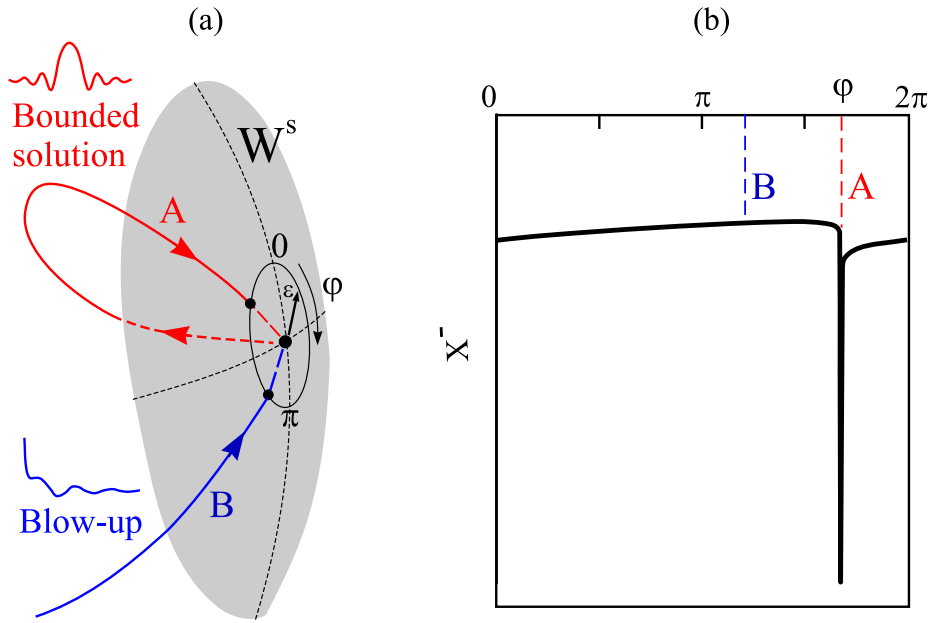 (a)
Bounded
solution
W^s
A
0
φ
ε
π
B
Blow-up
(b)
0
π
φ
2π
B
A
X^-